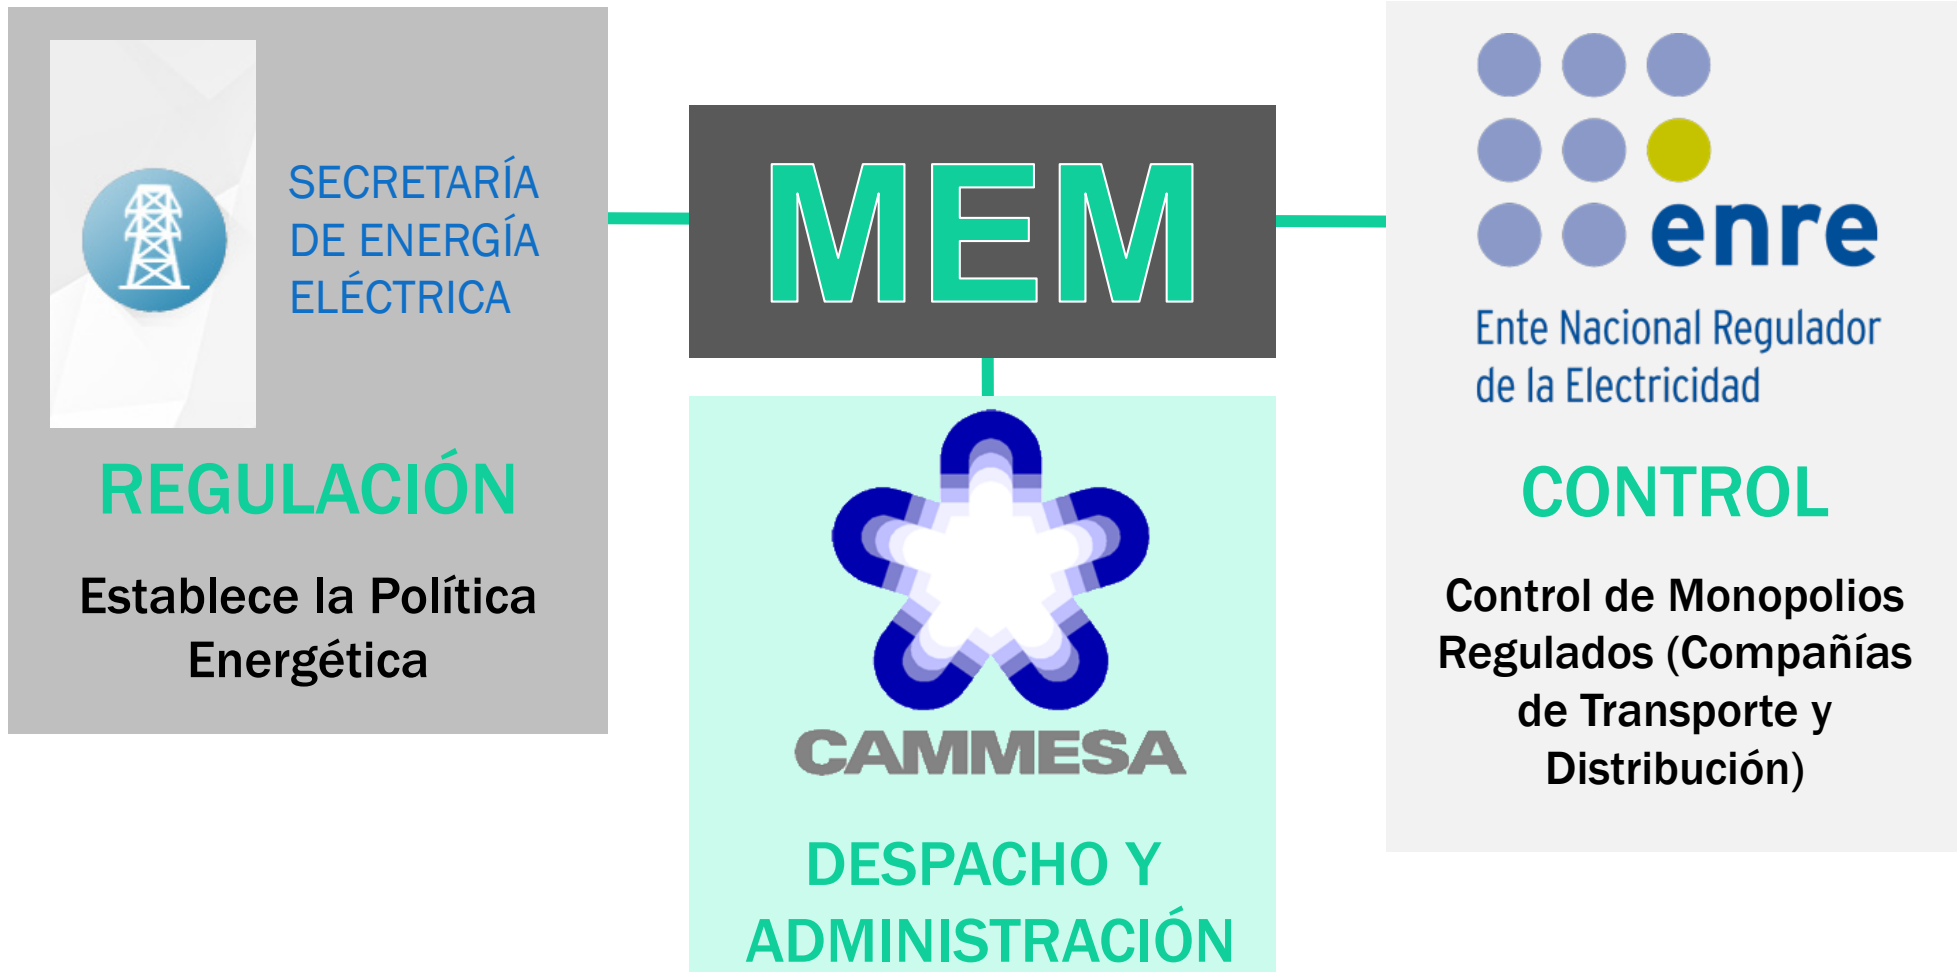 SECRETARÍA
DE ENERGÍA
ELÉCTRICA
REGULACIÓN
Establece la Política
Energética
MEM
CAMMESA
DESPACHO Y
ADMINISTRACIÓN
enre
Ente Nacional Regulador
de la Electricidad
CONTROL
Control de Monopolios
Regulados (Compañías
de Transporte y
Distribución)